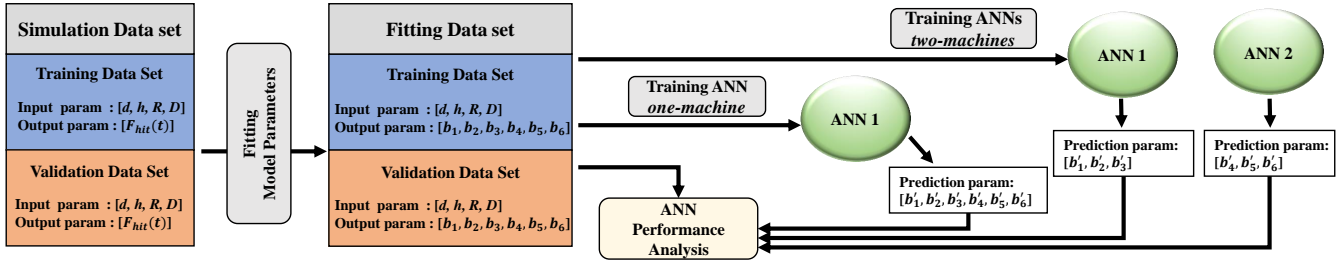 Simulation Data set
Training Data Set
Input param : [d, h, R, D]
Output param : [F_hit(t)]
Validation Data Set
Input param : [d, h, R, D]
Output param : [F_hit(t)]
Fitting
Model Parameters
Fitting Data set
Training Data Set
Input param : [d, h, R, D]
Output param : [b₁, b₂, b₃, b₄, b₅, b₆]
Validation Data Set
Input param : [d, h, R, D]
Output param : [b₁, b₂, b₃, b₄, b₅, b₆]
Training ANNs
two-machines
Training ANN
one-machine
ANN 1
Prediction param:
[b′₁, b′₂, b′₃, b′₄, b′₅, b′₆]
ANN 1
Prediction param:
[b′₁, b′₂, b′₃]
ANN 2
Prediction param:
[b′₄, b′₅, b′₆]
ANN
Performance
Analysis